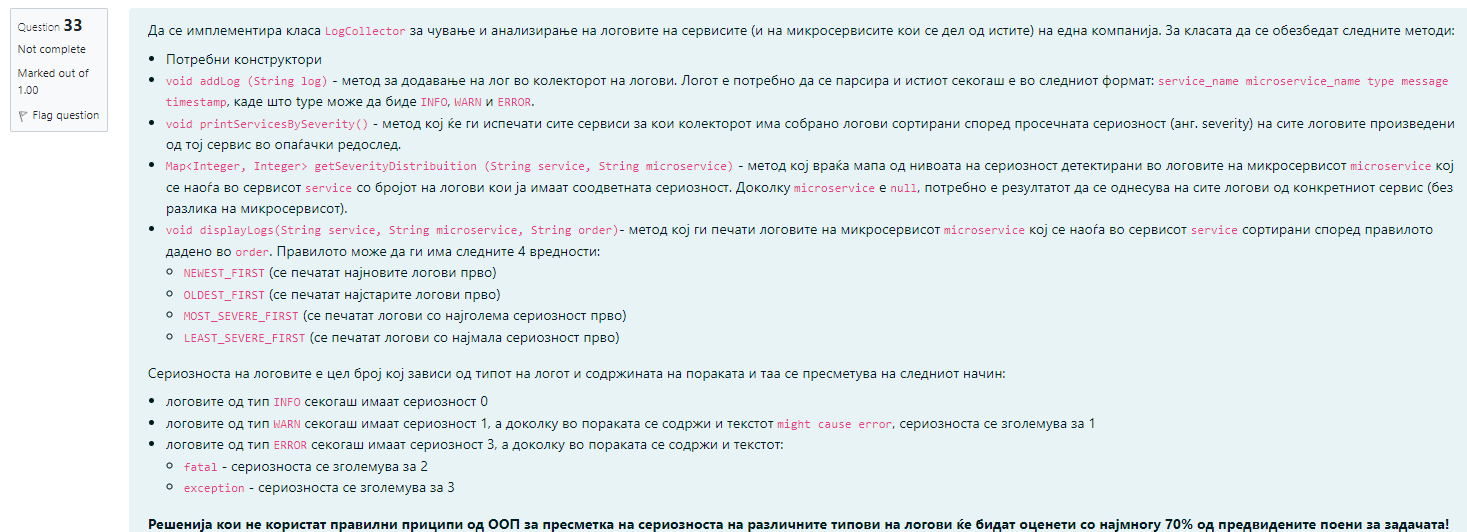 Question 33
Not complete
Marked out of
1.00
Flag question
Да се имплементира класа LogCollector за чување и анализирање на логовите на сервисите (и на микросервисите кои се дел од истите) на една компанија. За класата да се обезбедат следните методи:
Потребни конструктори
void addLog (String log) - метод за додавање на лог во колекторот на логови. Логот е потребно да се парсира и истиот секогаш е во следниот формат: service_name microservice_name type message
timestamp, каде што type може да биде INFO, WARN и ERROR.
void printServicesBySeverity() - метод кој ќе ги испечати сите сервиси за кои колекторот има собрано логови сортирани според просечната сериозност (анг. severity) на сите логовите произведени
од тој сервис во опаѓачки редослед.
Map<Integer, Integer> getSeverityDistribuition (String service, String microservice) - метод кој враќа мапа од нивоата на сериозност детектирани во логовите на микросервисот microservice кој
се наоѓа во сервисот service со бројот на логови кои ја имаат соодветната сериозност. Доколку microservice е null, потребно е резултатот да се однесува на сите логови од конкретниот сервис (без
разлика на микросервисот).
void displayLogs(String service, String microservice, String order)- метод кој ги печати логовите на микросервисот microservice кој се наоѓа во сервисот service сортирани според правилото
дадено во order. Правилото може да ги има следните 4 вредности:
NEWEST_FIRST (се печатат најновите логови прво)
OLDEST_FIRST (се печатат најстарите логови прво)
MOST_SEVERE_FIRST (се печатат логови со најголема сериозност прво)
LEAST_SEVERE_FIRST (се печатат логови со најмала сериозност прво)
Сериозноста на логовите е цел број кој зависи од типот на логот и содржината на пораката и таа се пресметува на следниот начин:
логовите од тип INFO секогаш имаат сериозност 0
логовите од тип WARN секогаш имаат сериозност 1, а доколку во пораката се содржи и текстот might cause error, сериозноста се зголемува за 1
логовите од тип ERROR секогаш имаат сериозност 3, а доколку во пораката се содржи и текстот:
fatal - сериозноста се зголемува за 2
exception - сериозноста се зголемува за 3
Решенија кои не користат правилни приципи од ООП за пресметка на сериозноста на различните типови на логови ќе бидат оценети со најмногу 70% од предвидените поени за задачата!